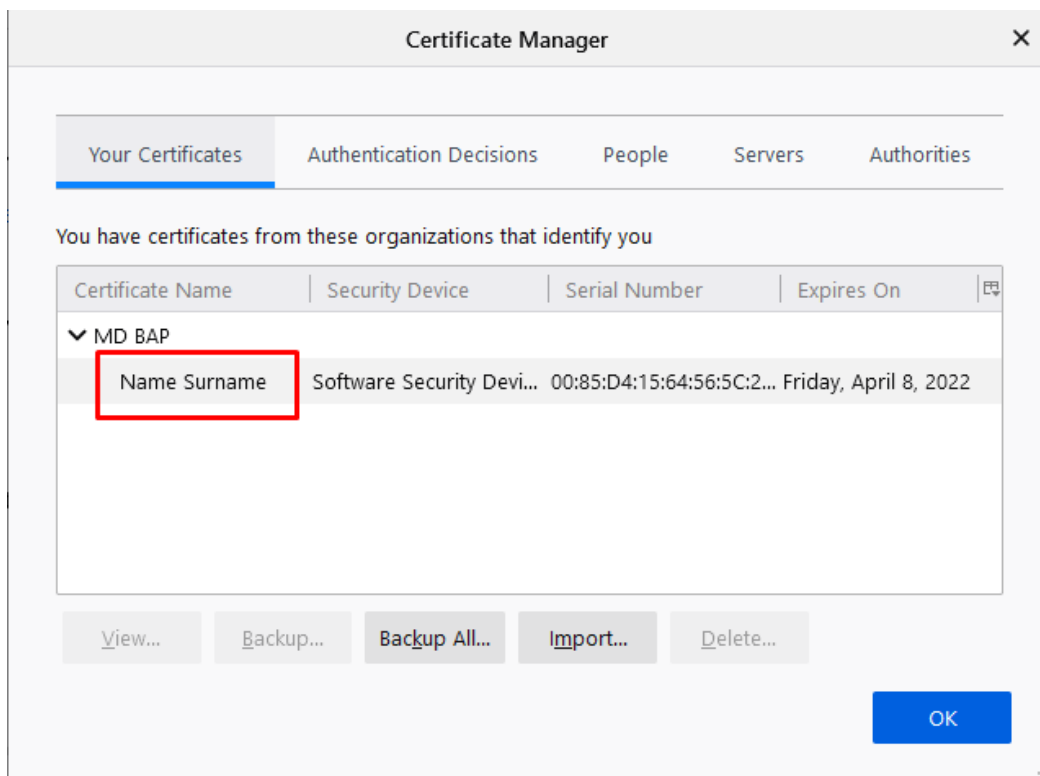 Certificate Manager
Your Certificates Authentication Decisions People Servers Authorities
You have certificates from these organizations that identify you
Certificate Name Security Device Serial Number Expires On
MD BAP
Name Surname Software Security Devi... 00:85:D4:15:64:56:5C:2... Friday, April 8, 2022
View... Backup... Backup All... Import... Delete...
OK